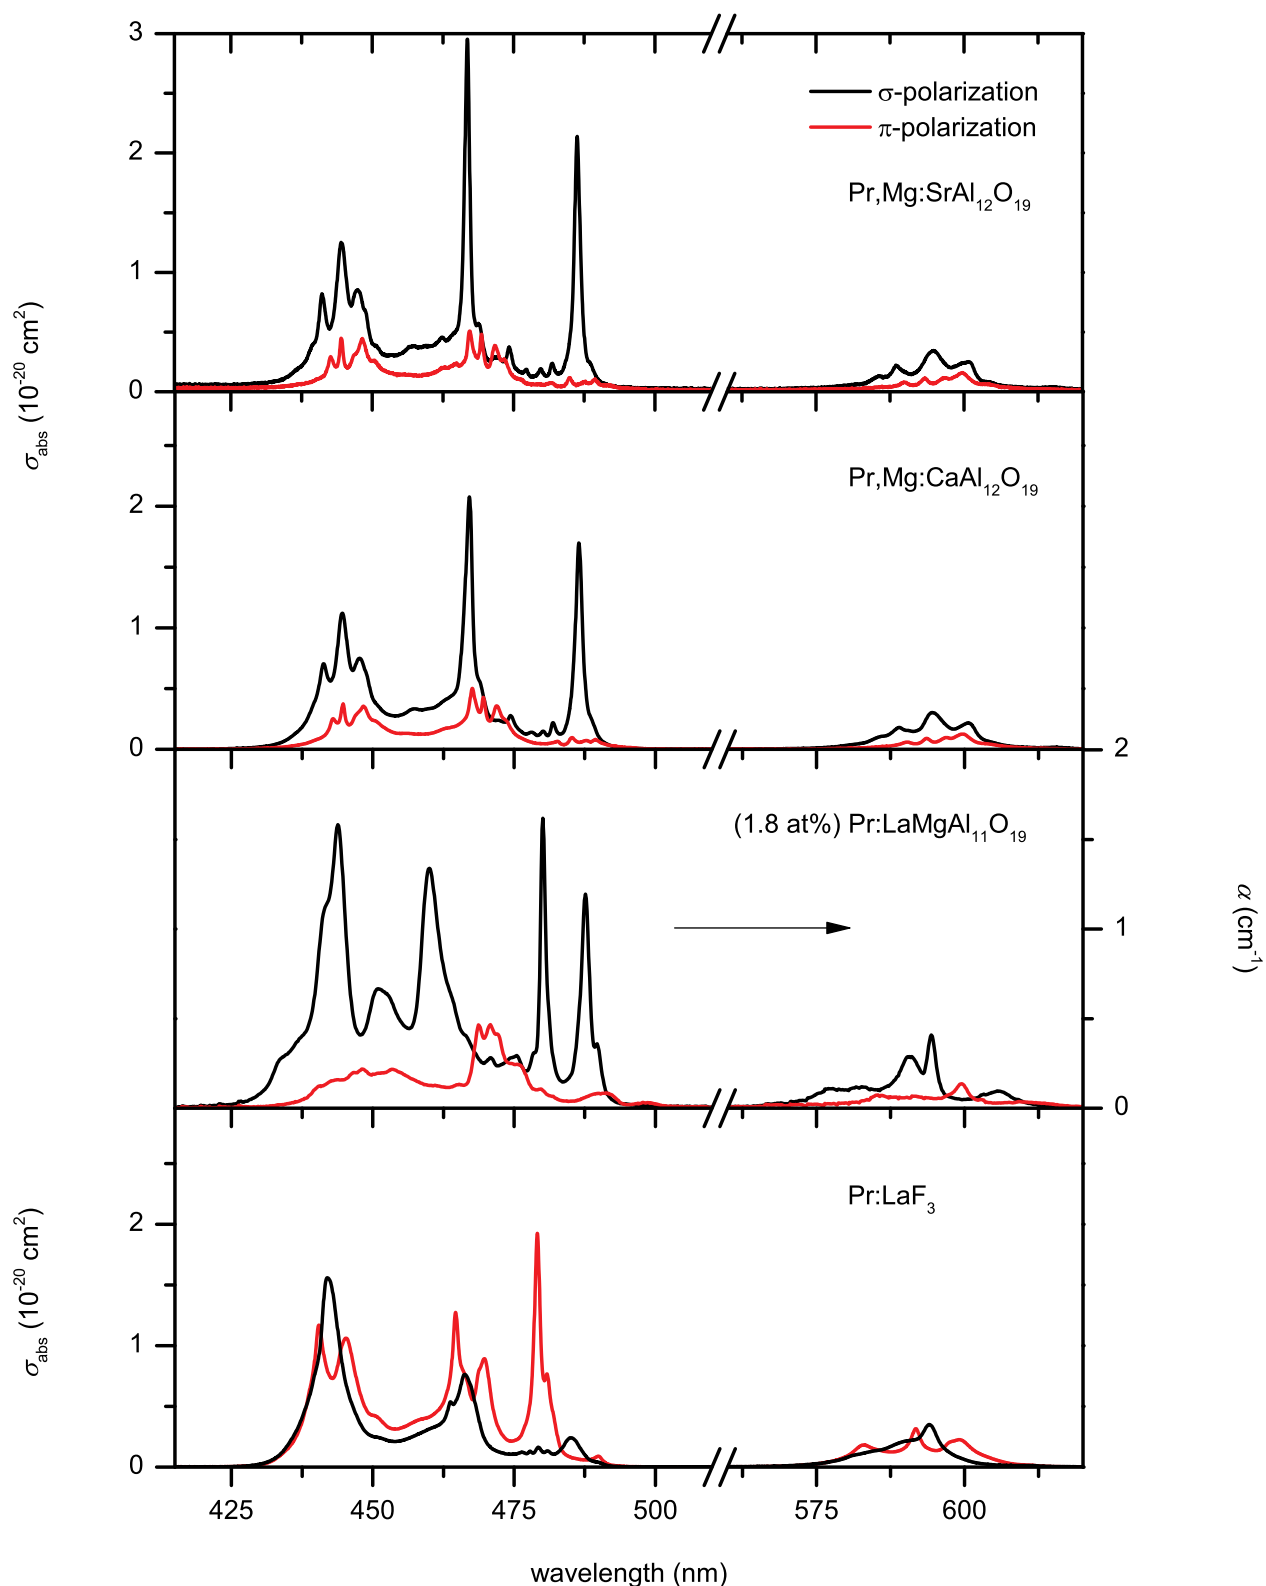 3
2
1
0
σ-polarization
π-polarization
Pr,Mg:SrAl₁₂O₁₉
σabs (10⁻²⁰ cm²)
2
1
0
Pr,Mg:CaAl₁₂O₁₉
2
1
0
(1.8 at%) Pr:LaMgAl₁₁O₁₉
α (cm⁻¹)
2
1
0
Pr:LaF₃
σabs (10⁻²⁰ cm²)
425 450 475 500 575 600
wavelength (nm)